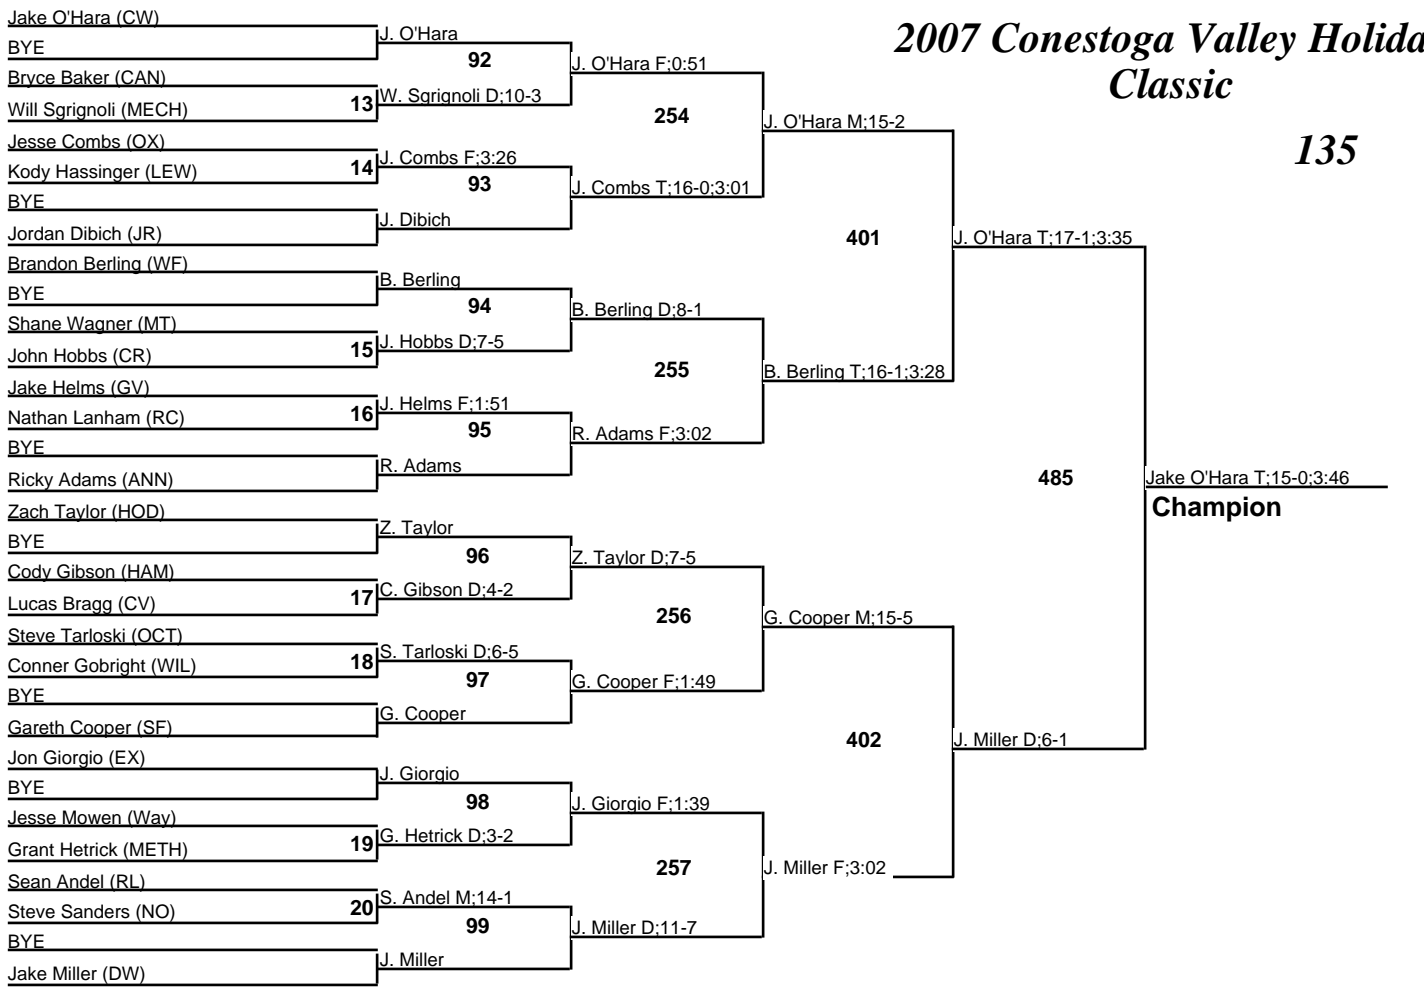 2007 Conestoga Valley Holida
Classic
135
Jake O'Hara (CW)
BYE
Bryce Baker (CAN)
Will Sgrignoli (MECH)
Jesse Combs (OX)
Kody Hassinger (LEW)
BYE
Jordan Dibich (JR)
Brandon Berling (WF)
BYE
Shane Wagner (MT)
John Hobbs (CR)
Jake Helms (GV)
Nathan Lanham (RC)
BYE
Ricky Adams (ANN)
Zach Taylor (HOD)
BYE
Cody Gibson (HAM)
Lucas Bragg (CV)
Steve Tarloski (OCT)
Conner Gobright (WIL)
BYE
Gareth Cooper (SF)
Jon Giorgio (EX)
BYE
Jesse Mowen (Way)
Grant Hetrick (METH)
Sean Andel (RL)
Steve Sanders (NO)
BYE
Jake Miller (DW)
13
14
15
16
17
18
19
20
J. O'Hara
W. Sgrignoli D;10-3
J. Combs F;3:26
J. Dibich
B. Berling
J. Hobbs D;7-5
J. Helms F;1:51
R. Adams
Z. Taylor
C. Gibson D;4-2
S. Tarloski D;6-5
G. Cooper
J. Giorgio
G. Hetrick D;3-2
S. Andel M;14-1
J. Miller
92
93
94
95
96
97
98
99
J. O'Hara F;0:51
J. Combs T;16-0;3:01
B. Berling D;8-1
R. Adams F;3:02
Z. Taylor D;7-5
G. Cooper F;1:49
J. Giorgio F;1:39
J. Miller D;11-7
254
255
256
257
J. O'Hara M;15-2
B. Berling T;16-1;3:28
G. Cooper M;15-5
J. Miller F;3:02
401
402
J. O'Hara T;17-1;3:35
J. Miller D;6-1
485
Jake O'Hara T;15-0;3:46
Champion